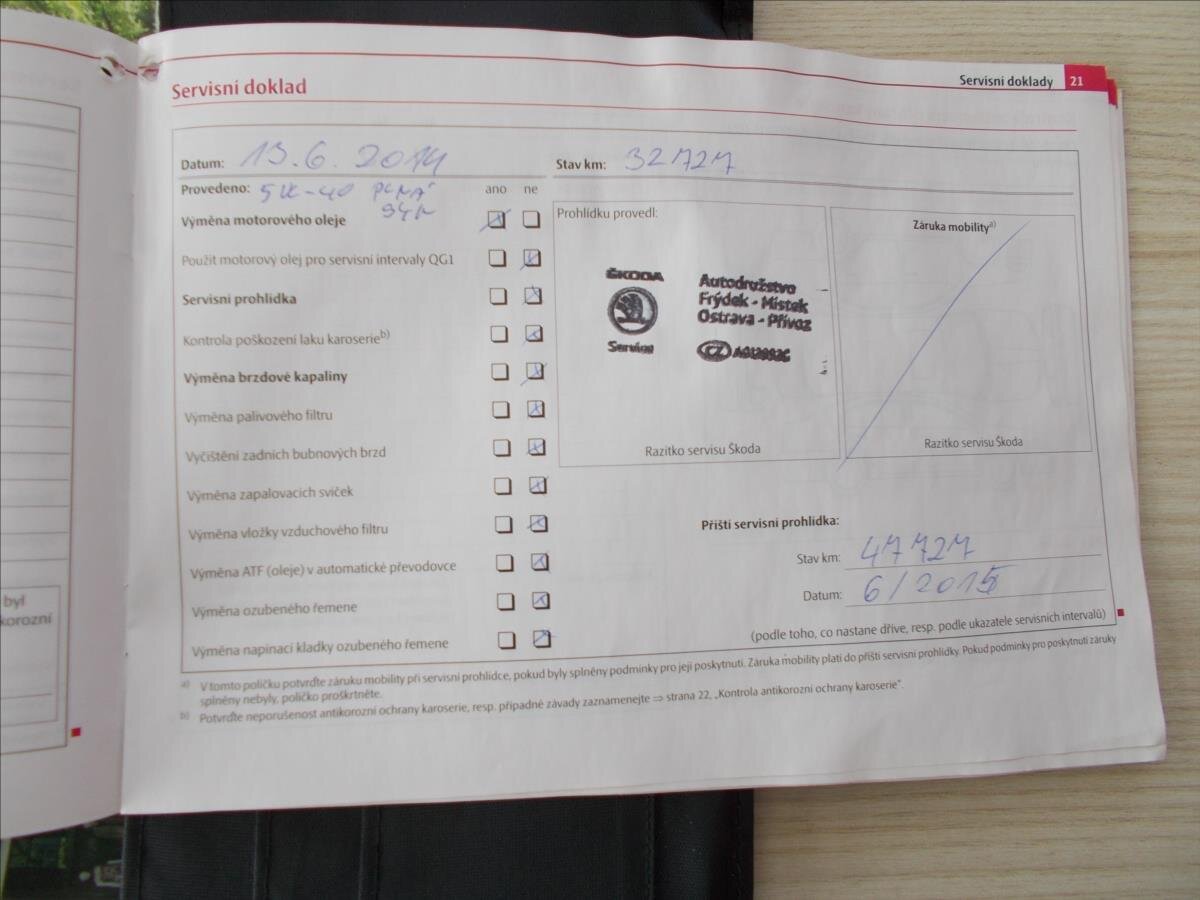 Servisní doklady 21
Servisní doklad
Datum: 13.6.2014
Stav km: 32727
Provedeno: 5W-40 PLNÁ
ano ne
Výměna motorového oleje
Použit motorový olej pro servisní intervaly QG1
Servisní prohlídka
Kontrola poškození laku karoserieb)
Výměna brzdové kapaliny
Výměna palivového filtru
Vyčištění zadních bubnových brzd
Výměna zapalovacích svíček
Výměna vložky vzduchového filtru
Výměna ATF (oleje) v automatické převodovce
Výměna ozubeného řemene
Výměna napínací kladky ozubeného řemene
Prohlídku provedl:
ŠKODA
Service
Autodružstvo
Frýdek - Místek
Ostrava - Přívoz
CZ
Razítko servisu Škoda
Záruka mobilitya)
Razítko servisu Škoda
Příští servisní prohlídka:
Stav km: 47727
Datum: 6/2015
(podle toho, co nastane dříve, resp. podle ukazatele servisních intervalů)
a) V tomto políčku potvrďte záruku mobility při servisní prohlídce, pokud byly splněny podmínky pro její poskytnutí. Záruka mobility platí do příští servisní prohlídky. Pokud podmínky pro poskytnutí záruky
splněny nebyly, políčko proškrtněte.
b) Potvrďte neporušenost antikorozní ochrany karoserie, resp. případné závady zaznamenejte ⇒ strana 22, „Kontrola antikorozní ochrany karoserie“.
byl
korozní